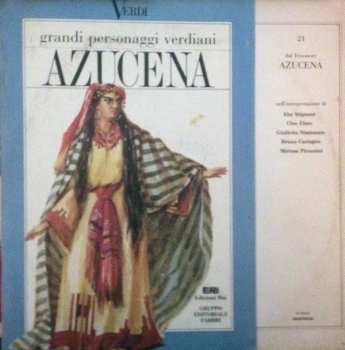 VERDI
grandi personaggi verdiani
AZUCENA
ERI
Edizioni Rai
GRUPPO
EDITORIALE
FABBRI
21
dal Trovatore
AZUCENA
nell'interpretazione di
Ebe Stignani
Cloe Elmo
Giulietta Simionato
Bruna Castagna
Miriam Pirazzini